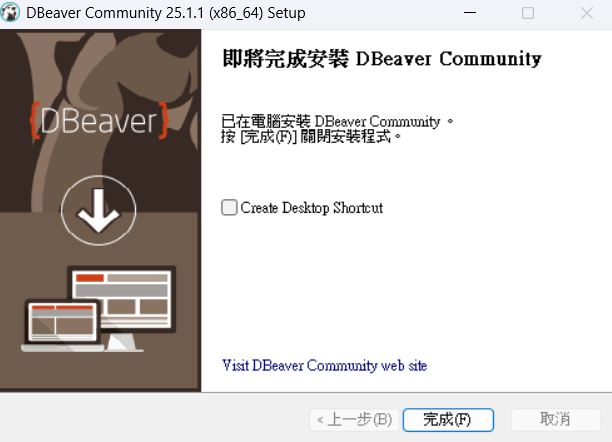 DBeaver Community 25.1.1 (x86_64) Setup
{DBeaver}
即將完成安裝 DBeaver Community
已在電腦安裝 DBeaver Community 。
按 [完成(F)] 關閉安裝程式。
Create Desktop Shortcut
Visit DBeaver Community web site
< 上一步(B)
完成(F)
取消